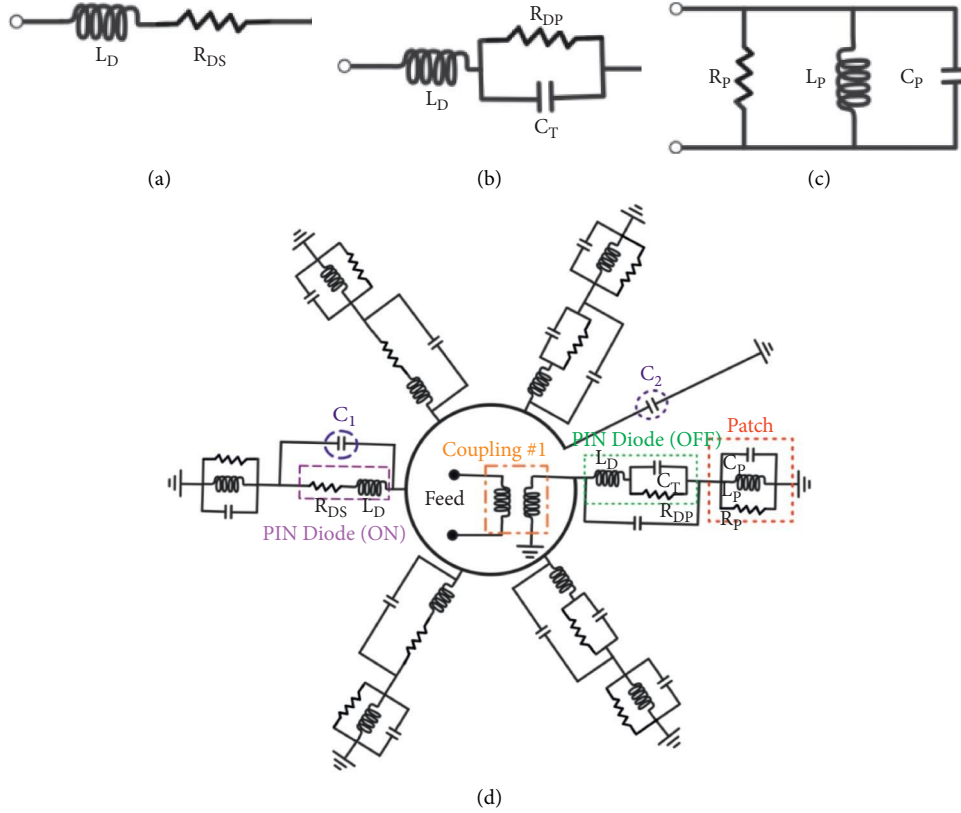 L_D
R_DS
(a)
R_DP
L_D
C_T
(b)
R_P
L_P
C_P
(c)
C_2
C_1
Coupling #1
PIN Diode (OFF)
Patch
L_D
C_T
R_DP
C_P
L_P
R_P
Feed
R_DS
L_D
PIN Diode (ON)
(d)